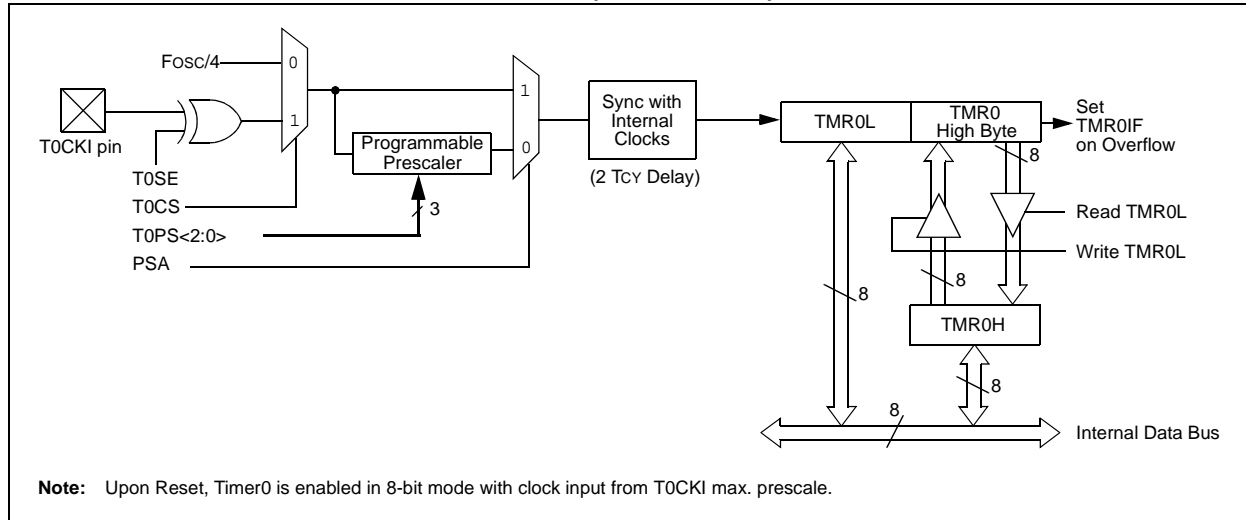 FOSC/4
0
1
T0CKI pin
T0SE
T0CS
T0PS<2:0>
PSA
Programmable
Prescaler
3
1
0
Sync with
Internal
Clocks
(2 TCY Delay)
TMR0L
TMR0
High Byte
Set
TMR0IF
on Overflow
8
Read TMR0L
Write TMR0L
8
8
TMR0H
8
8
Internal Data Bus
Note: Upon Reset, Timer0 is enabled in 8-bit mode with clock input from T0CKI max. prescale.